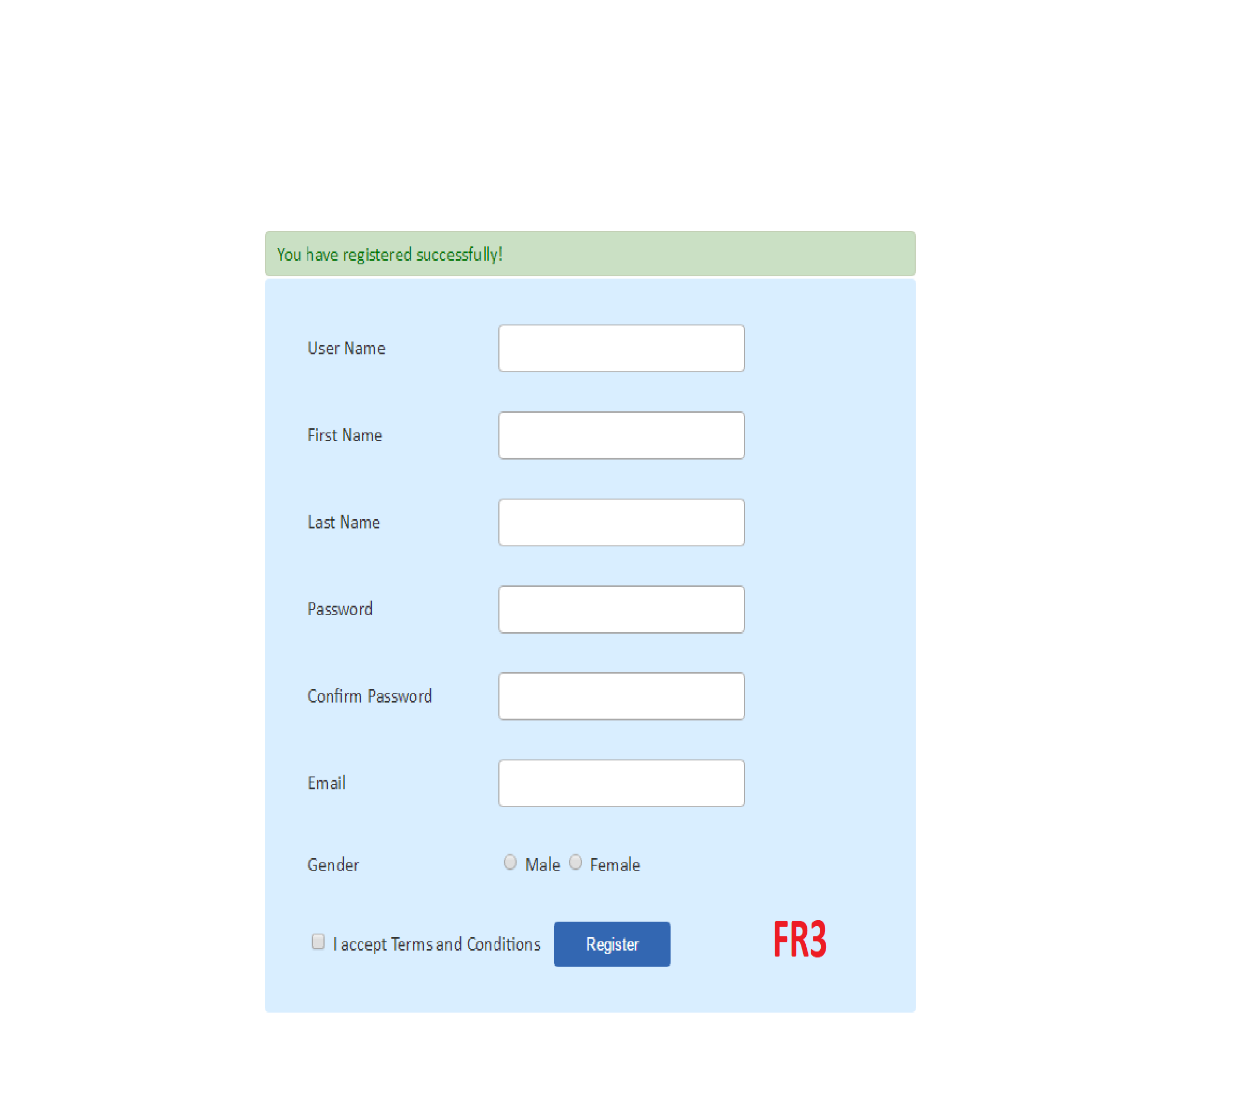 You have registered successfully!
User Name
First Name
Last Name
Password
Confirm Password
Email
Gender Male Female
I accept Terms and Conditions Register FR3